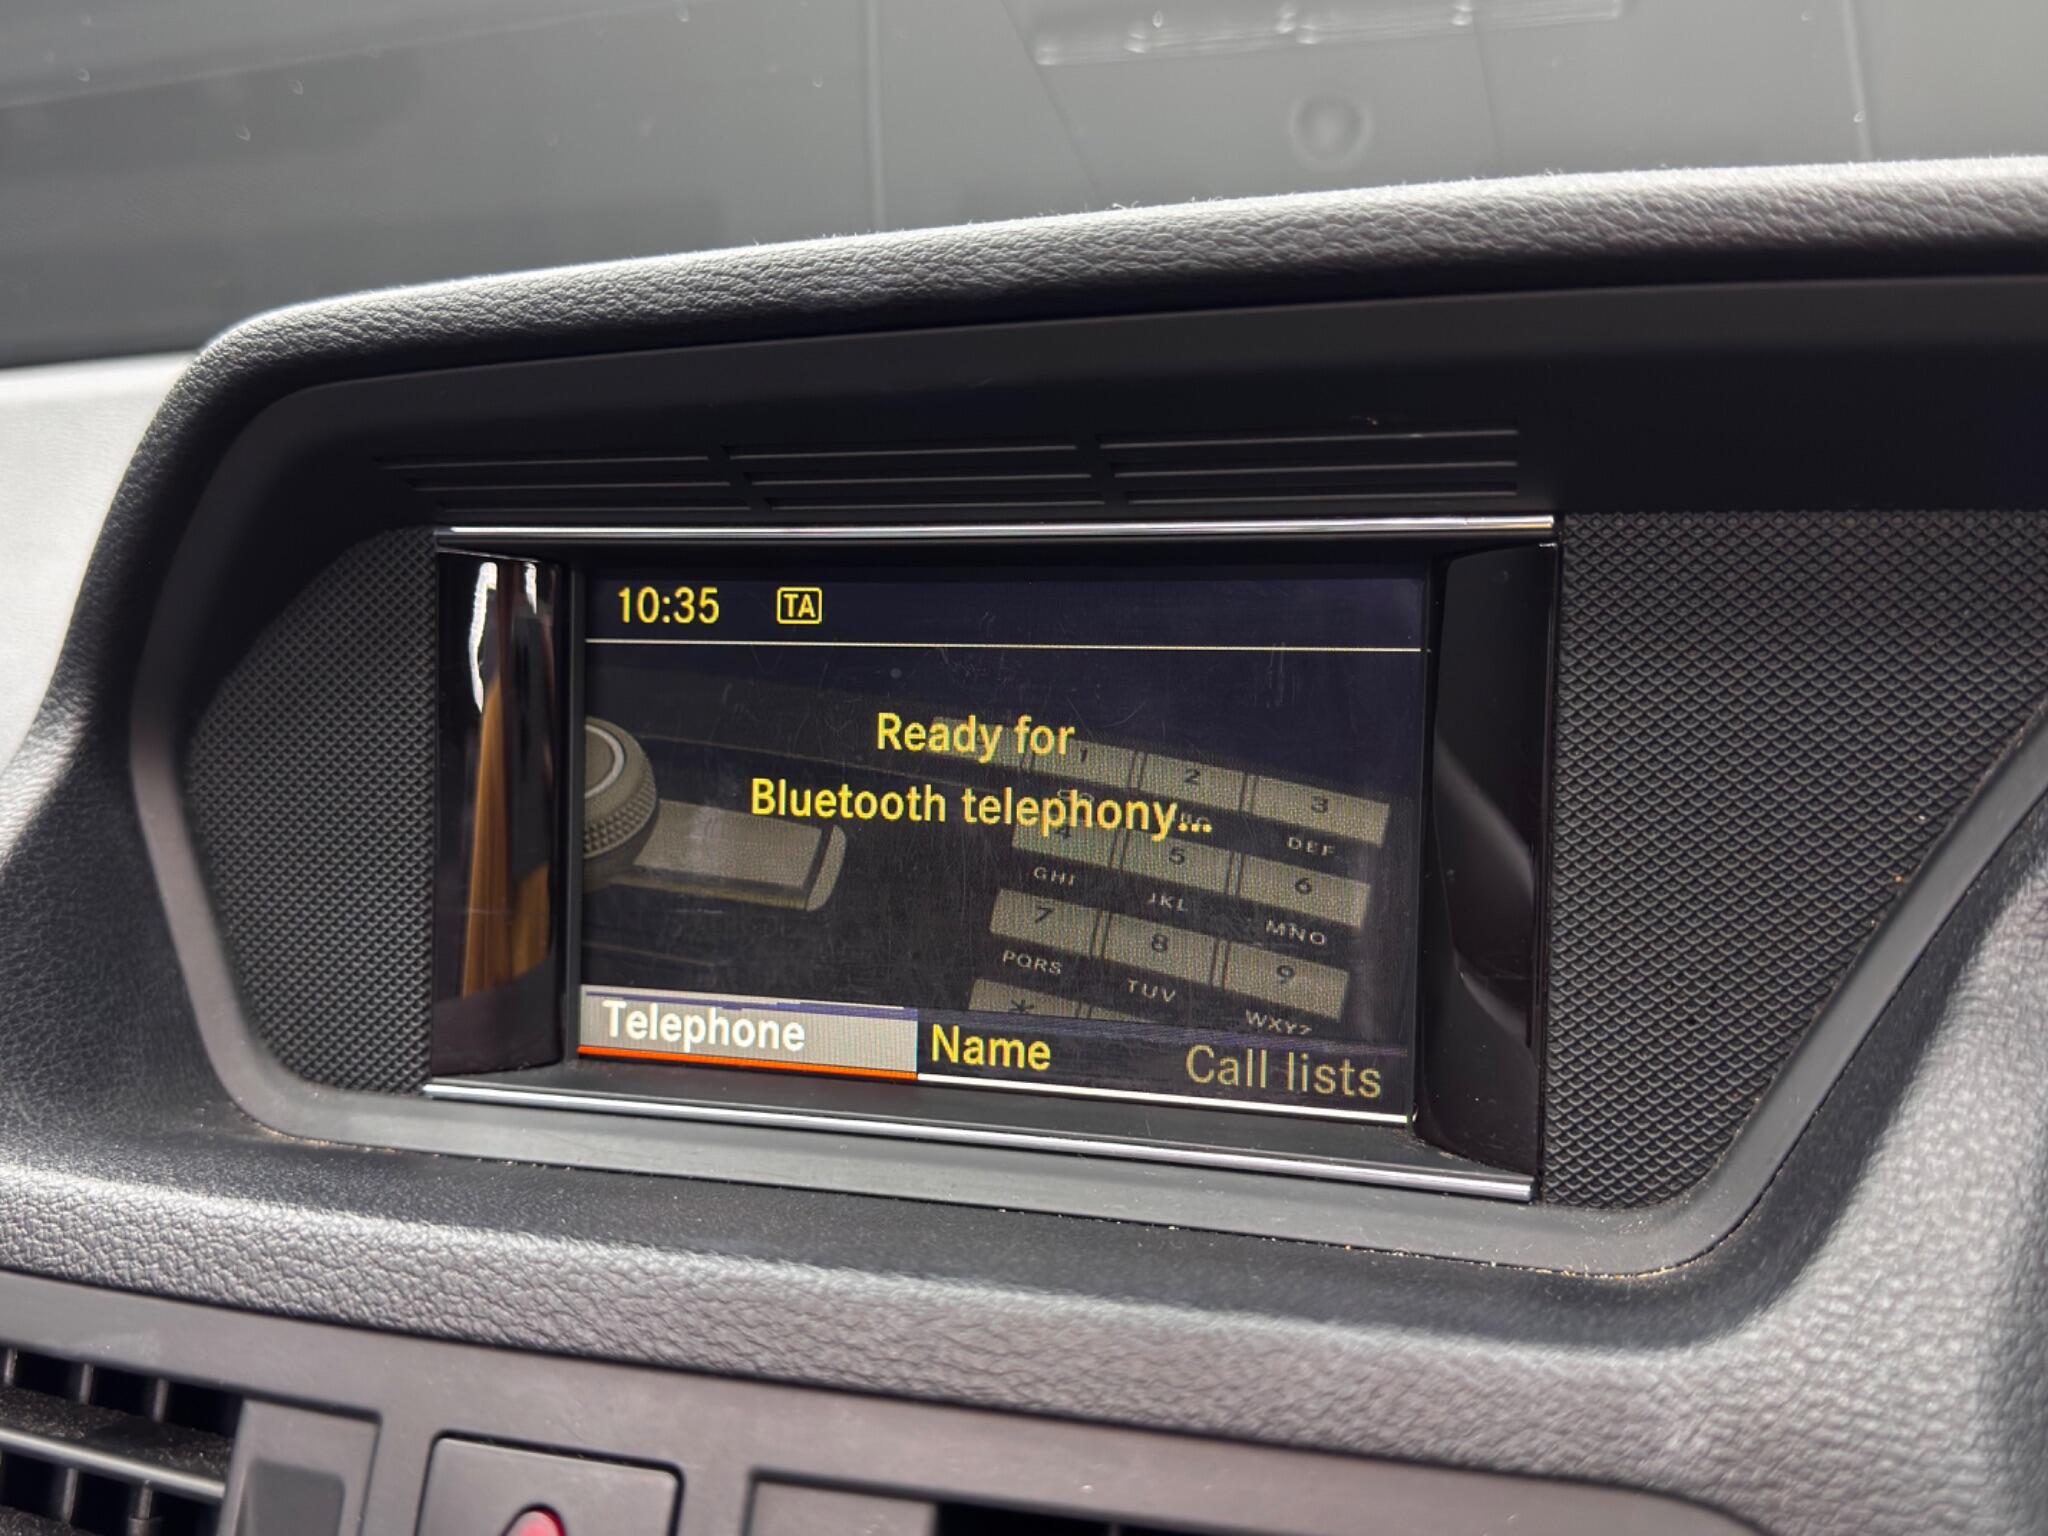 10:35 TA
Ready for
Bluetooth telephony...
1 2 3
DEF
4 5 6
GHI JKL MNO
7 8 9
PQRS TUV WXYZ
*
Telephone Name Call lists